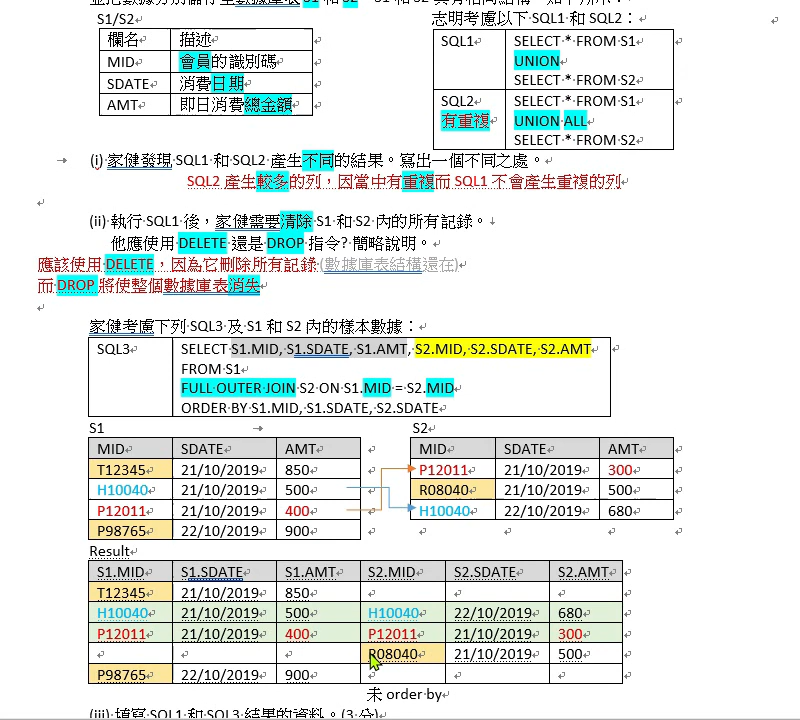 S1/S2
欄名 描述
MID 會員的識別碼
SDATE 消費日期
AMT 即日消費總金額
志明考慮以下 SQL1 和 SQL2：
SQL1 SELECT * FROM S1
UNION
SELECT * FROM S2
SQL2 SELECT * FROM S1
有重複 UNION ALL
SELECT * FROM S2
(i) 家健發現 SQL1 和 SQL2 產生不同的結果。寫出一個不同之處。
SQL2 產生較多的列，因當中有重複而 SQL1 不會產生重複的列
(ii) 執行 SQL1 後，家健需要清除 S1 和 S2 內的所有記錄。
他應使用 DELETE 還是 DROP 指令? 簡略說明。
應該使用 DELETE，因為它刪除所有記錄 (數據庫表結構還在)
而 DROP 將使整個數據庫表消失
家健考慮下列 SQL3 及 S1 和 S2 內的樣本數據：
SQL3 SELECT S1.MID, S1.SDATE, S1.AMT, S2.MID, S2.SDATE, S2.AMT
FROM S1
FULL OUTER JOIN S2 ON S1.MID = S2.MID
ORDER BY S1.MID, S1.SDATE, S2.SDATE
S1 S2
MID SDATE AMT MID SDATE AMT
T12345 21/10/2019 850 P12011 21/10/2019 300
H10040 21/10/2019 500 R08040 21/10/2019 500
P12011 21/10/2019 400 H10040 22/10/2019 680
P98765 22/10/2019 900
Result
S1.MID S1.SDATE S1.AMT S2.MID S2.SDATE S2.AMT
T12345 21/10/2019 850
H10040 21/10/2019 500 H10040 22/10/2019 680
P12011 21/10/2019 400 P12011 21/10/2019 300
R08040 21/10/2019 500
P98765 22/10/2019 900
未 order by
(iii) 填寫 SQL1 和 SQL3 結果的資料。(3 分)